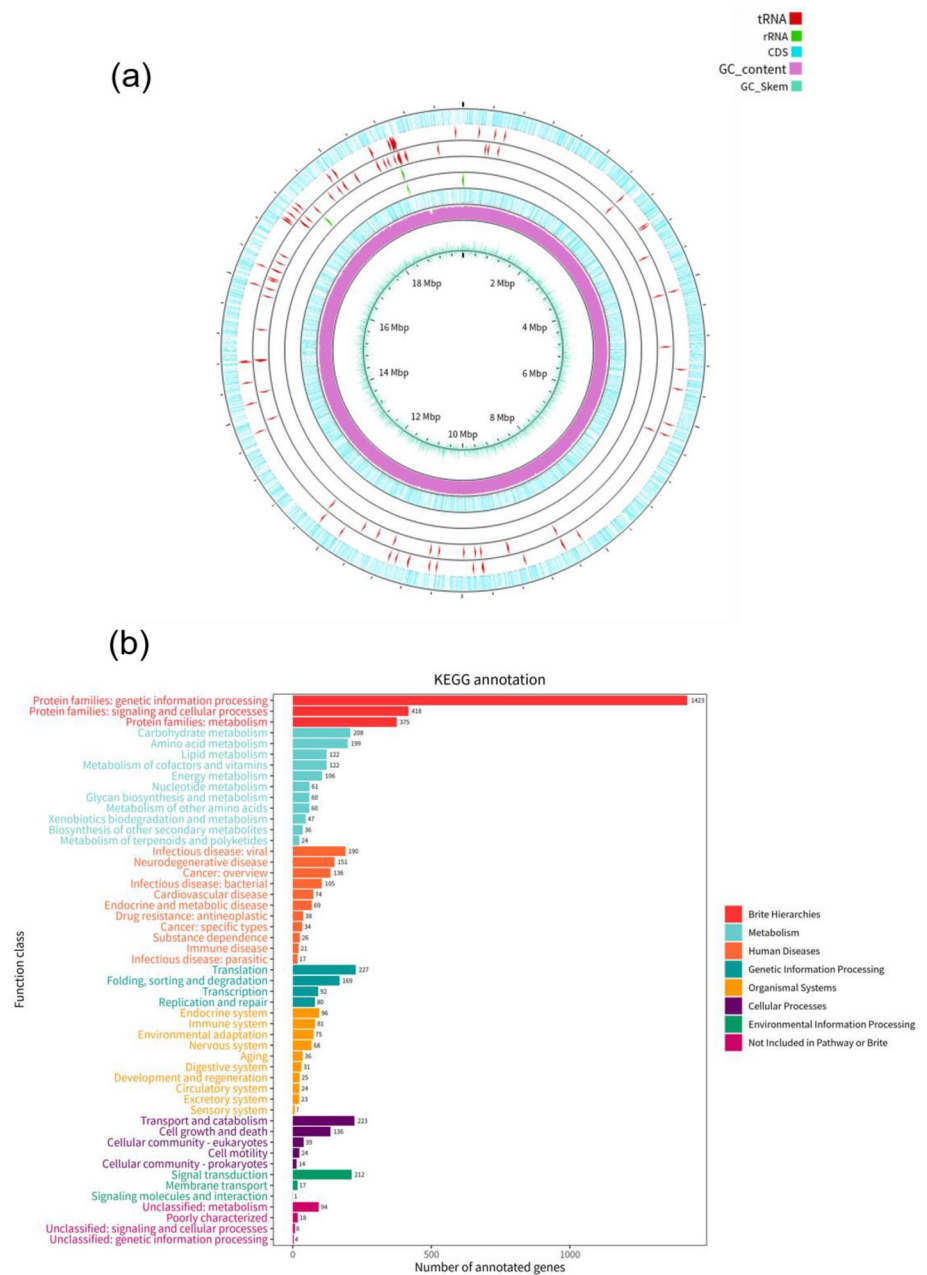 (a)
tRNA
rRNA
CDS
GC_content
GC_Skem
18 Mbp
2 Mbp
16 Mbp
4 Mbp
14 Mbp
6 Mbp
12 Mbp
8 Mbp
10 Mbp
(b)
KEGG annotation
Function class
Protein families: genetic information processing 1423
Protein families: signaling and cellular processes 418
Protein families: metabolism 375
Carbohydrate metabolism 208
Amino acid metabolism 199
Lipid metabolism 122
Metabolism of cofactors and vitamins 122
Energy metabolism 106
Nucleotide metabolism 61
Glycan biosynthesis and metabolism 60
Metabolism of other amino acids 60
Xenobiotics biodegradation and metabolism 47
Biosynthesis of other secondary metabolites 36
Metabolism of terpenoids and polyketides 24
Infectious disease: viral 190
Neurodegenerative disease 151
Cancer: overview 136
Infectious disease: bacterial 105
Cardiovascular disease 74
Endocrine and metabolic disease 69
Drug resistance: antineoplastic 38
Cancer: specific types 34
Substance dependence 26
Immune disease 21
Infectious disease: parasitic 17
Translation 227
Folding, sorting and degradation 169
Transcription 92
Replication and repair 80
Endocrine system 96
Immune system 81
Environmental adaptation 75
Nervous system 68
Aging 36
Digestive system 31
Development and regeneration 25
Circulatory system 24
Excretory system 23
Sensory system 7
Transport and catabolism 223
Cell growth and death 136
Cellular community - eukaryotes 39
Cell motility 24
Cellular community - prokaryotes 14
Signal transduction 212
Membrane transport 17
Signaling molecules and interaction 1
Unclassified: metabolism 94
Poorly characterized 18
Unclassified: signaling and cellular processes 8
Unclassified: genetic information processing 4
0 500 1000
Number of annotated genes
Brite Hierarchies
Metabolism
Human Diseases
Genetic Information Processing
Organismal Systems
Cellular Processes
Environmental Information Processing
Not Included in Pathway or Brite